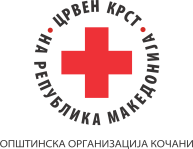 • ЦРВЕН КРСТ •
НА РЕПУБЛИКА МАКЕДОНИЈА
ОПШТИНСКА ОРГАНИЗАЦИЈА КОЧАНИ